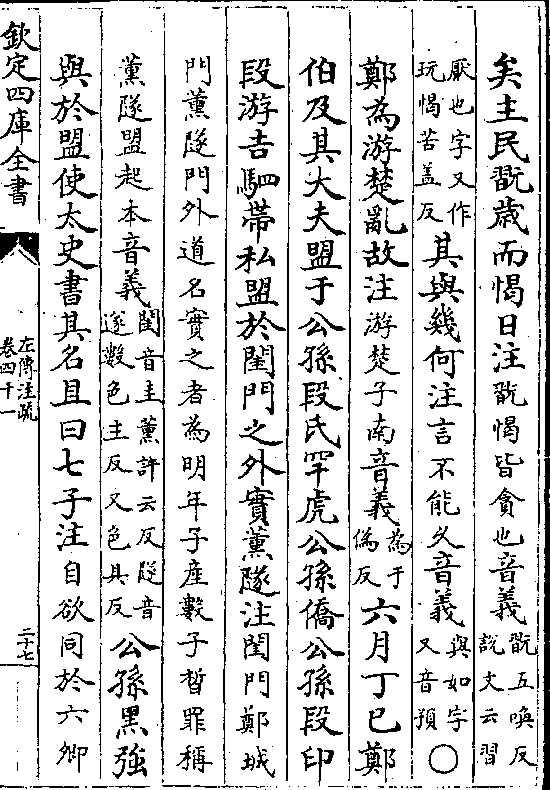 矣主民翫歳而愒日注翫愒皆貪也音義翫五喚反說文云習
厭也字又作玩愒苦盖反其與幾何注言不能久音義與如字又音預○
鄭為游楚亂故注游楚子南音義為于偽反六月丁巳鄭
伯及其大夫盟于公孫段氏罕虎公孫僑公孫段印
段游吉駟帶私盟於閨門之外實薰隧注閨門鄭城
門薰隧門外道名實之者為明年子產數子晳罪稱
薰隧盟起本音義閨音圭薰許云反隧音遂數色主反又色具反公孫黑強
與於盟使太史書其名且曰七子注自欲同於六卿
欽定四庫全書
左傳注疏
卷四十一
二十七